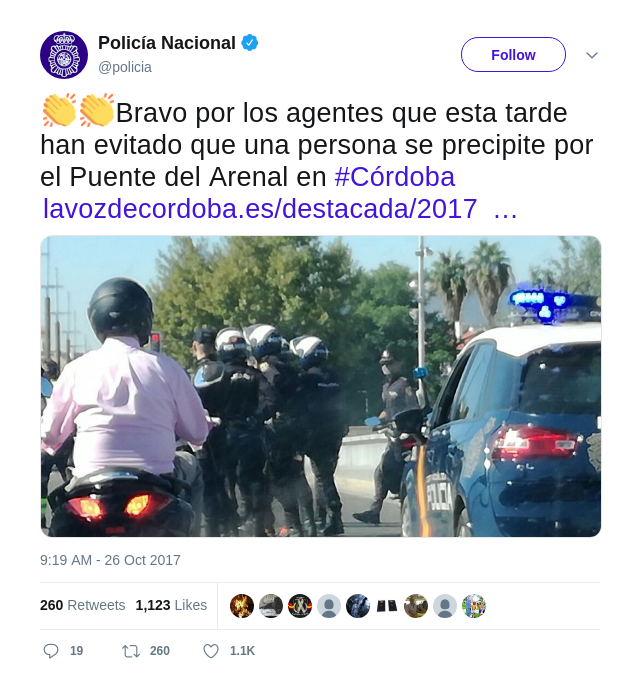 Policía Nacional
@policia
Follow
👏👏Bravo por los agentes que esta tarde
han evitado que una persona se precipite por
el Puente del Arenal en #Córdoba
lavozdecordoba.es/destacada/2017 …
9:19 AM - 26 Oct 2017
260 Retweets 1,123 Likes
19 260 1.1K